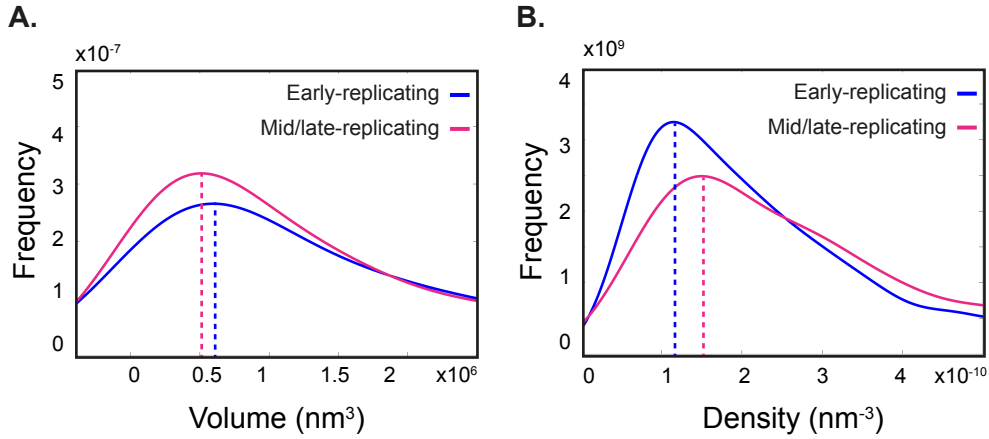 A.
x10-7
5
4
3
2
1
0
Frequency
Early-replicating
Mid/late-replicating
0
0.5
1
1.5
2
x10⁶
Volume (nm³)
B.
x10⁹
4
3
2
1
0
Frequency
Early-replicating
Mid/late-replicating
0
1
2
3
4
x10-10
Density (nm-3)